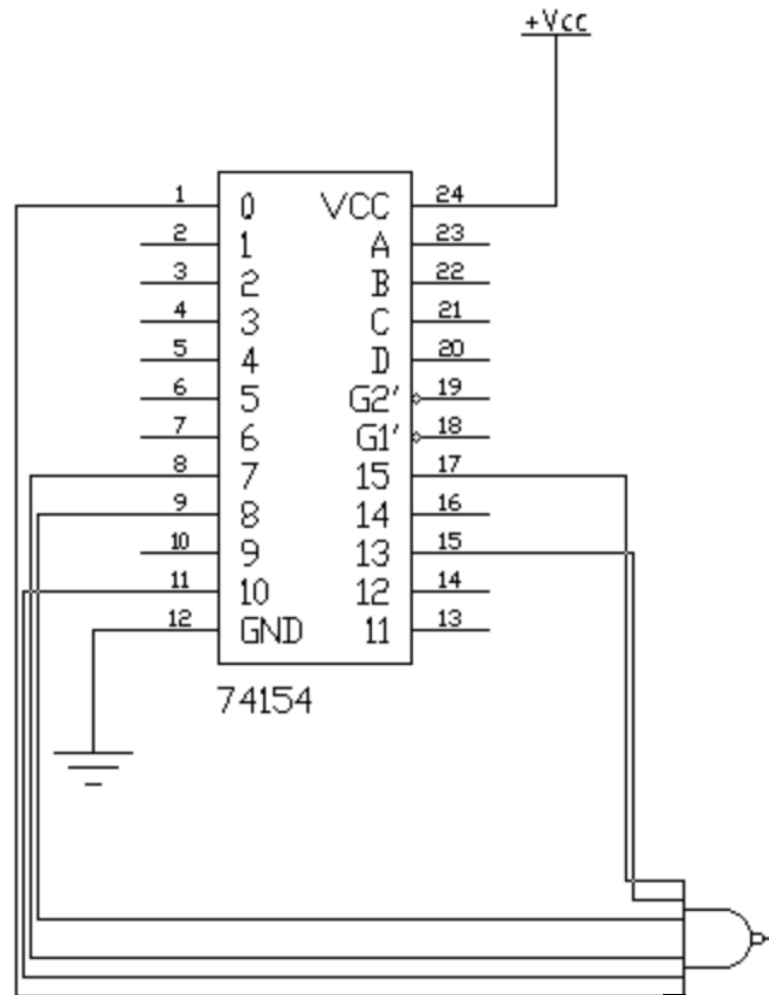 +Vcc
1 0 VCC 24
2 1 A 23
3 2 B 22
4 3 C 21
5 4 D 20
6 5 G2' 19
7 6 G1' 18
8 7 15 17
9 8 14 16
10 9 13 15
11 10 12 14
12 GND 11 13
74154